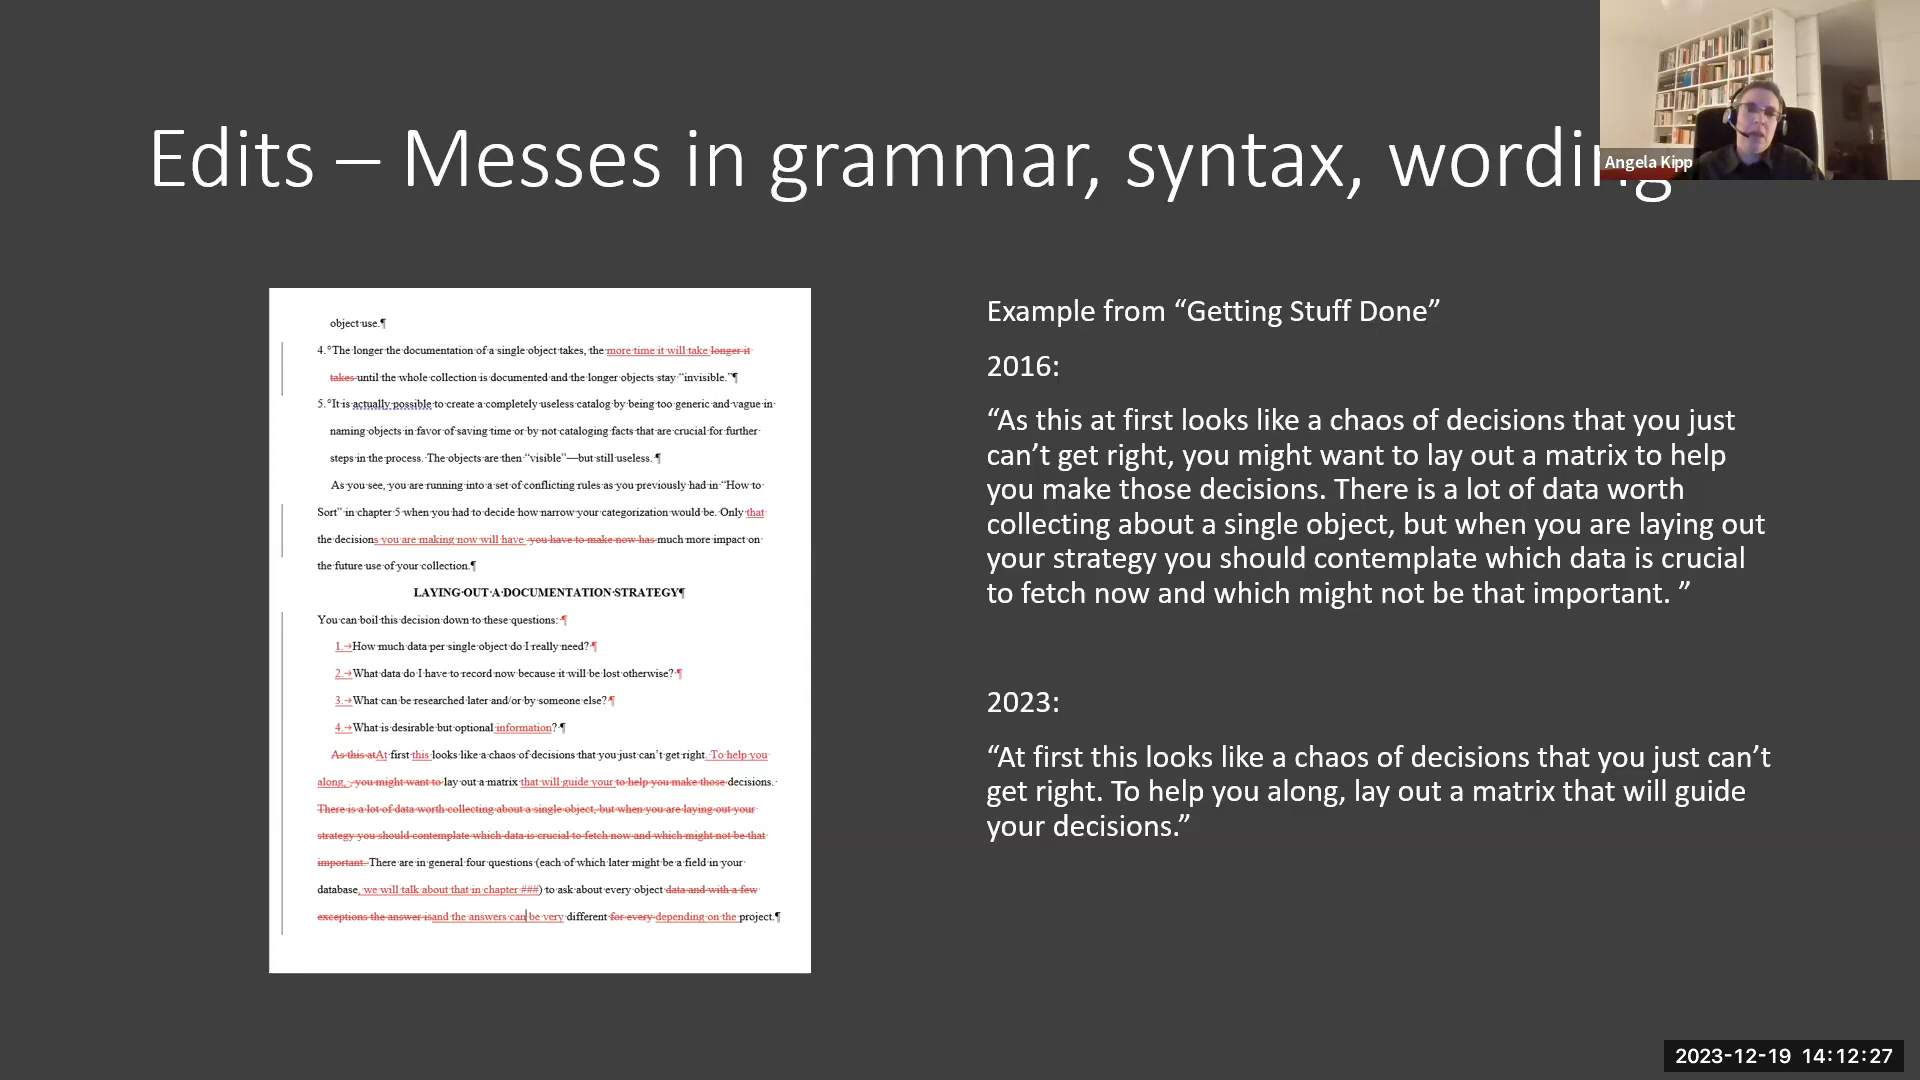 Edits – Messes in grammar, syntax, wording
Angela Kipp
object use.¶
4.°The longer the documentation of a single object takes, the more time it will take longer it
takes until the whole collection is documented and the longer objects stay “invisible.”¶
5.°It is actually possible to create a completely useless catalog by being too generic and vague in
naming objects in favor of saving time or by not cataloging facts that are crucial for further
steps in the process. The objects are then “visible”—but still useless. ¶
As you see, you are running into a set of conflicting rules as you previously had in “How to
Sort” in chapter 5 when you had to decide how narrow your categorization would be. Only that
the decisions you are making now will have you have to make now has much more impact on
the future use of your collection.¶
LAYING OUT A DOCUMENTATION STRATEGY¶
You can boil this decision down to these questions: ¶
1.→How much data per single object do I really need? ¶
2.→What data do I have to record now because it will be lost otherwise? ¶
3.→What can be researched later and/or by someone else? ¶
4.→What is desirable but optional information? ¶
As this atAt first this looks like a chaos of decisions that you just can’t get right. To help you
along, , you might want to lay out a matrix that will guide your to help you make those decisions.
There is a lot of data worth collecting about a single object, but when you are laying out your
strategy you should contemplate which data is crucial to fetch now and which might not be that
important. There are in general four questions (each of which later might be a field in your
database, we will talk about that in chapter ###) to ask about every object data and with a few
exceptions the answer isand the answers can be very different for every depending on the project.¶
Example from “Getting Stuff Done”
2016:
“As this at first looks like a chaos of decisions that you just
can’t get right, you might want to lay out a matrix to help
you make those decisions. There is a lot of data worth
collecting about a single object, but when you are laying out
your strategy you should contemplate which data is crucial
to fetch now and which might not be that important. ”
2023:
“At first this looks like a chaos of decisions that you just can’t
get right. To help you along, lay out a matrix that will guide
your decisions.”
2023-12-19 14:12:27